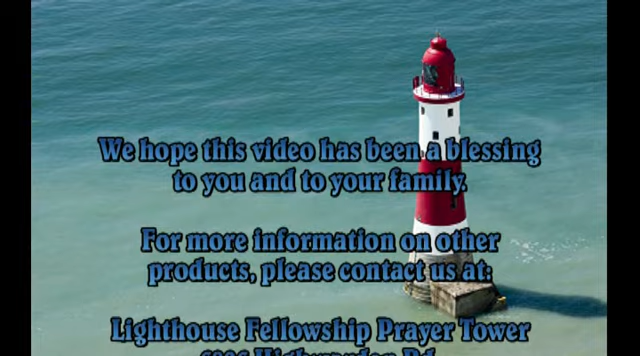 We hope this video has been a blessing
to you and to your family.
For more information on other
products, please contact us at:
Lighthouse Fellowship Prayer Tower